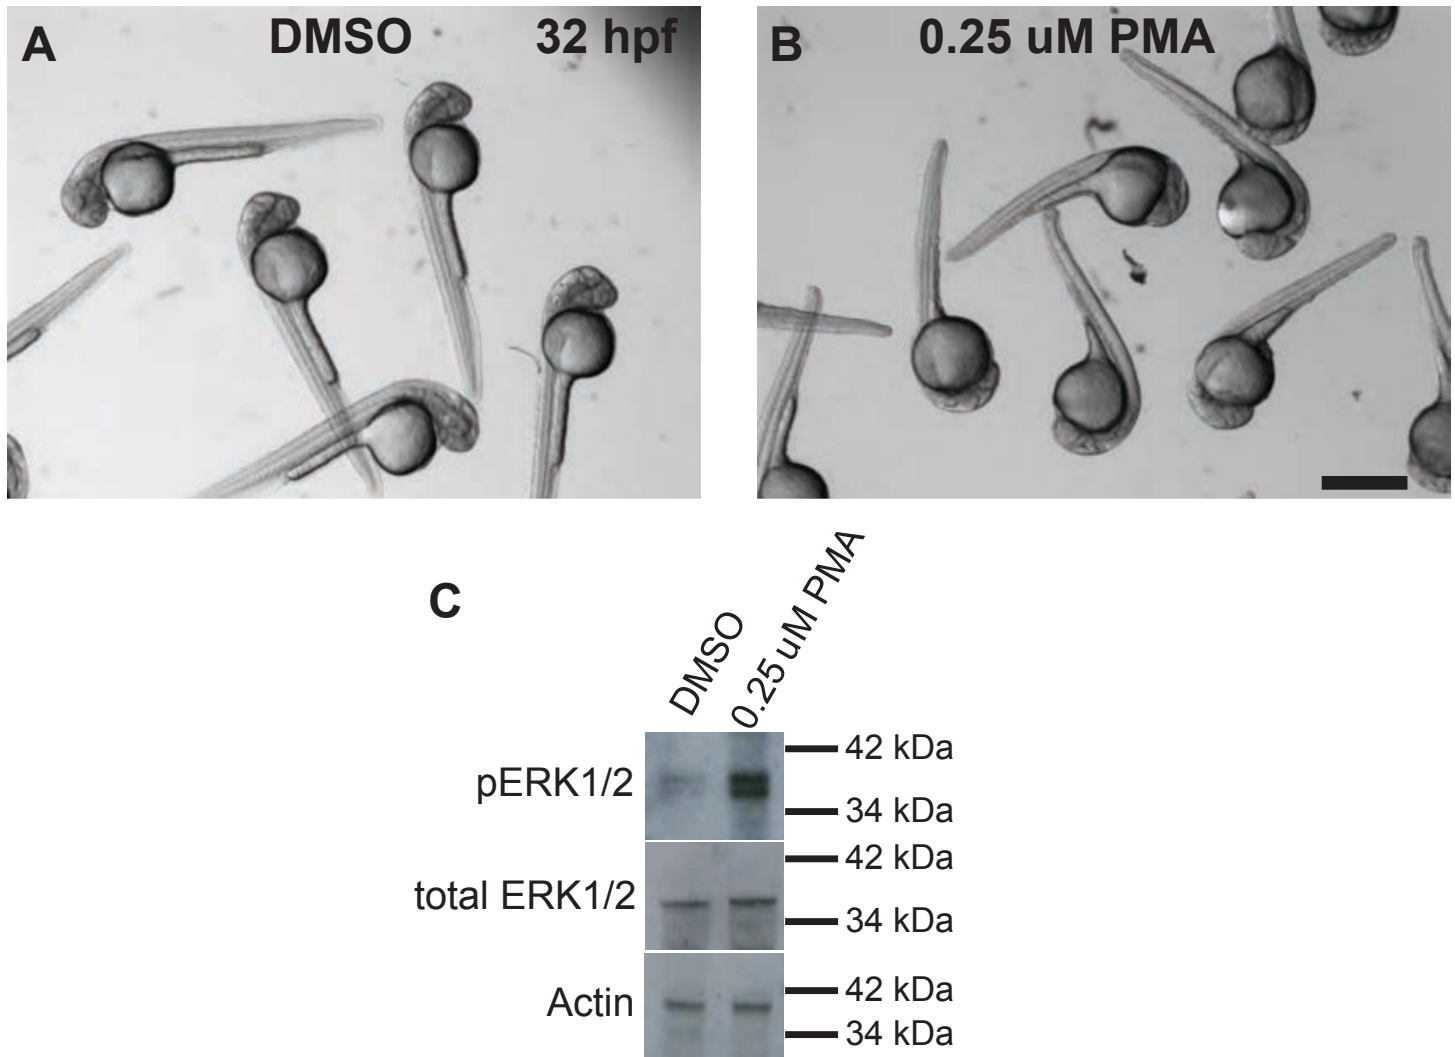 A
DMSO
32 hpf
B
0.25 uM PMA
C
DMSO
0.25 uM PMA
pERK1/2
42 kDa
34 kDa
total ERK1/2
42 kDa
34 kDa
Actin
42 kDa
34 kDa